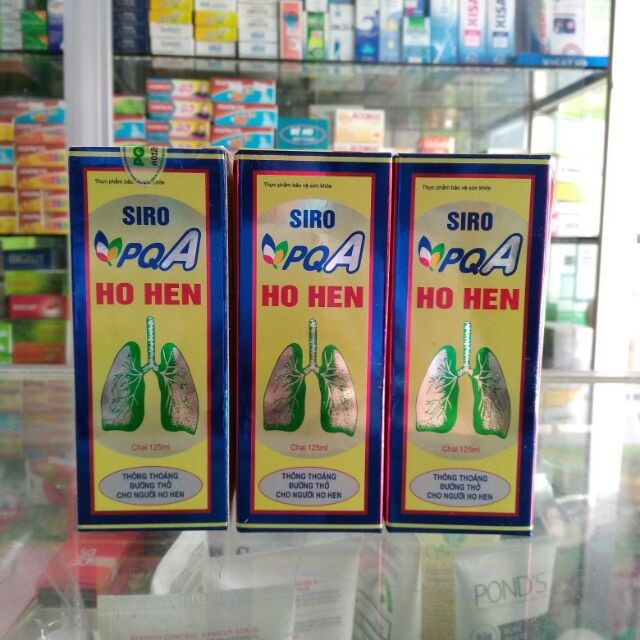 Thực phẩm bảo vệ sức khỏe
SIRO
PQA
HO HEN
Chai 125ml
THÔNG THOÁNG
ĐƯỜNG THỞ
CHO NGƯỜI HO HEN
Thực phẩm bảo vệ sức khỏe
SIRO
PQA
HO HEN
Chai 125ml
THÔNG THOÁNG
ĐƯỜNG THỞ
CHO NGƯỜI HO HEN
Thực phẩm bảo vệ sức khỏe
SIRO
PQA
HO HEN
Chai 125ml
THÔNG THOÁNG
ĐƯỜNG THỞ
CHO NGƯỜI HO HEN
POND'S